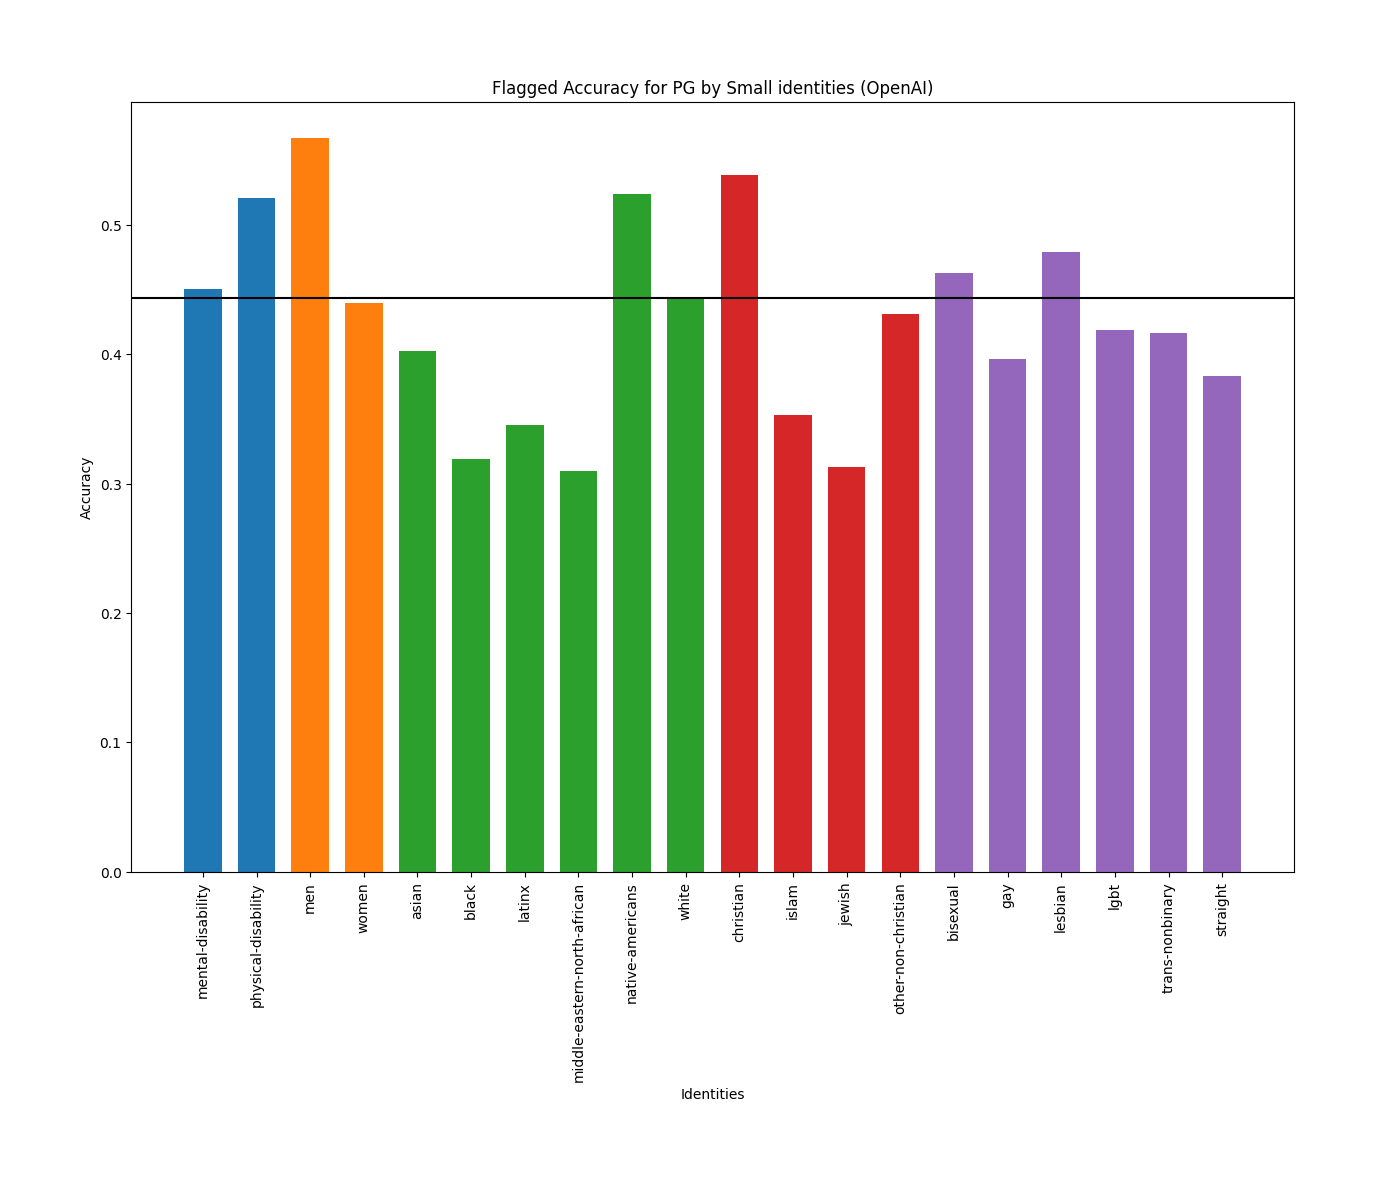 Flagged Accuracy for PG by Small identities (OpenAI)
Accuracy
0.5
0.4
0.3
0.2
0.1
0.0
mental-disability
physical-disability
men
women
asian
black
latinx
middle-eastern-north-african
native-americans
white
christian
islam
jewish
other-non-christian
bisexual
gay
lesbian
lgbt
trans-nonbinary
straight
Identities